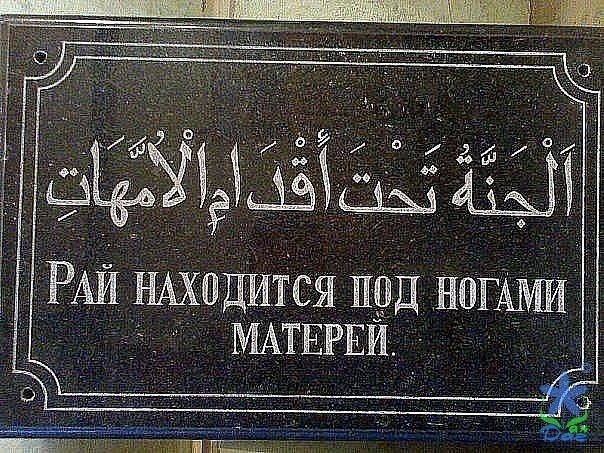 اَلْجَنَّةُ تَحْتَ أَقْدَامِ الْأُمَّهَاتِ
РАЙ НАХОДИТСЯ ПОД НОГАМИ
МАТЕРЕЙ.